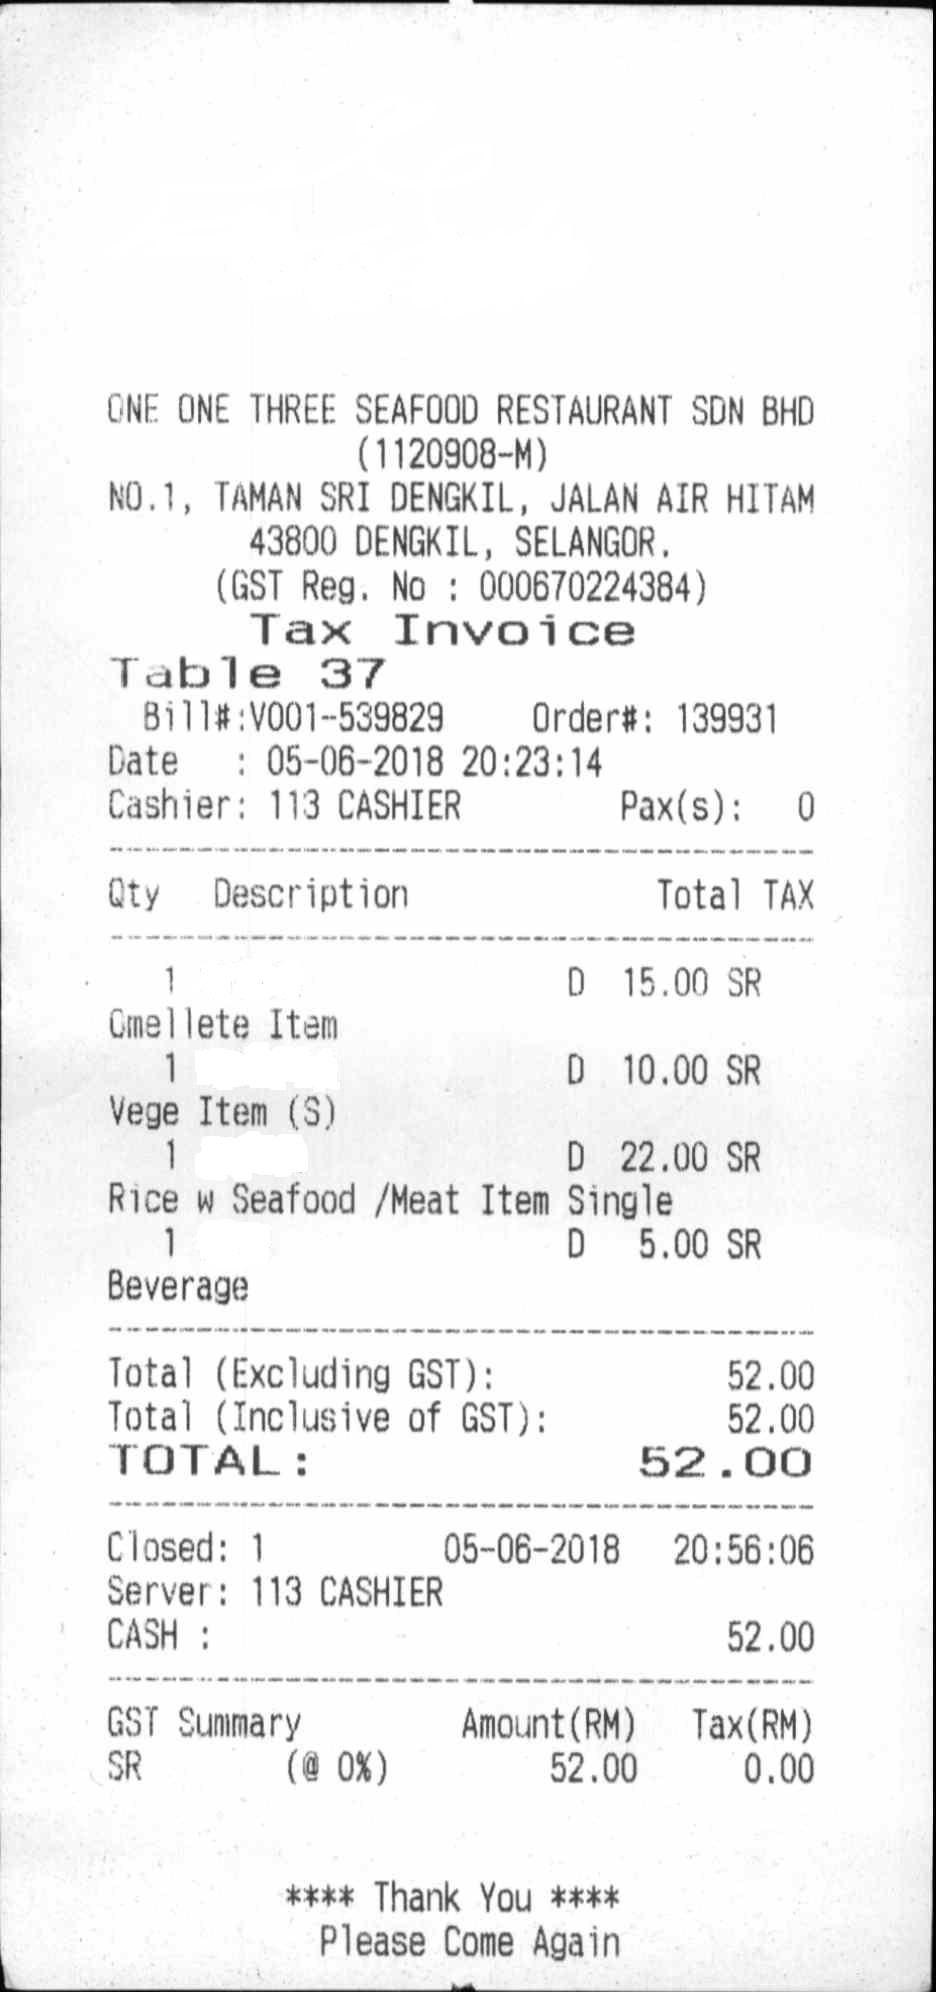 ONE ONE THREE SEAFOOD RESTAURANT SDN BHD
(1120908-M)
NO.1, TAMAN SRI DENGKIL, JALAN AIR HITAM
43800 DENGKIL, SELANGOR.
(GST Reg. No : 000670224384)
Tax Invoice
Table 37
Bill#:V001-539829 Order#: 139931
Date : 05-06-2018 20:23:14
Cashier: 113 CASHIER Pax(s): 0
Qty Description Total TAX
1 D 15.00 SR
Omellete Item
1 D 10.00 SR
Vege Item (S)
1 D 22.00 SR
Rice w Seafood /Meat Item Single
1 D 5.00 SR
Beverage
Total (Excluding GST): 52.00
Total (Inclusive of GST): 52.00
TOTAL: 52.00
Closed: 1 05-06-2018 20:56:06
Server: 113 CASHIER
CASH : 52.00
GST Summary Amount(RM) Tax(RM)
SR (@ 0%) 52.00 0.00
**** Thank You ****
Please Come Again